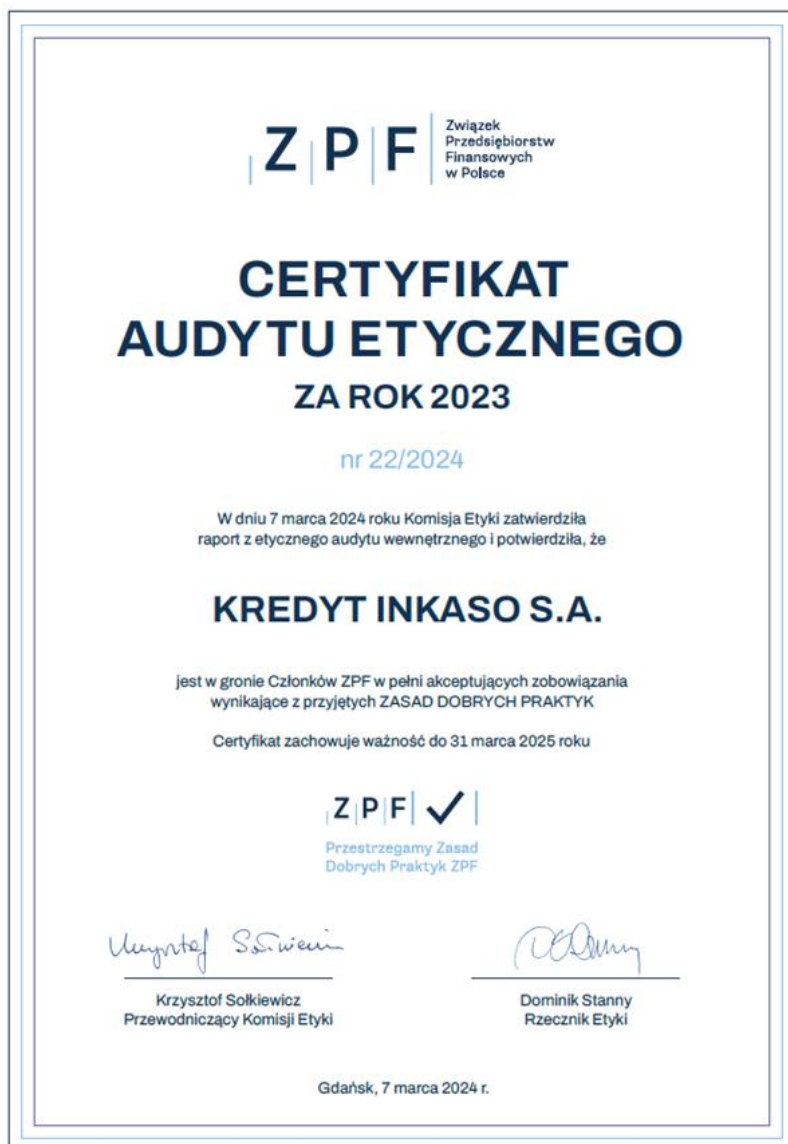 ZPF
Związek
Przedsiębiorstw
Finansowych
w Polsce
CERTYFIKAT
AUDYTU ETYCZNEGO
ZA ROK 2023
nr 22/2024
W dniu 7 marca 2024 roku Komisja Etyki zatwierdziła
raport z etycznego audytu wewnętrznego i potwierdziła, że
KREDYT INKASO S.A.
jest w gronie Członków ZPF w pełni akceptujących zobowiązania
wynikające z przyjętych ZASAD DOBRYCH PRAKTYK
Certyfikat zachowuje ważność do 31 marca 2025 roku
ZPF
Przestrzegamy Zasad
Dobrych Praktyk ZPF
Krzysztof Sołkiewicz
Przewodniczący Komisji Etyki
Dominik Stanny
Rzecznik Etyki
Gdańsk, 7 marca 2024 r.